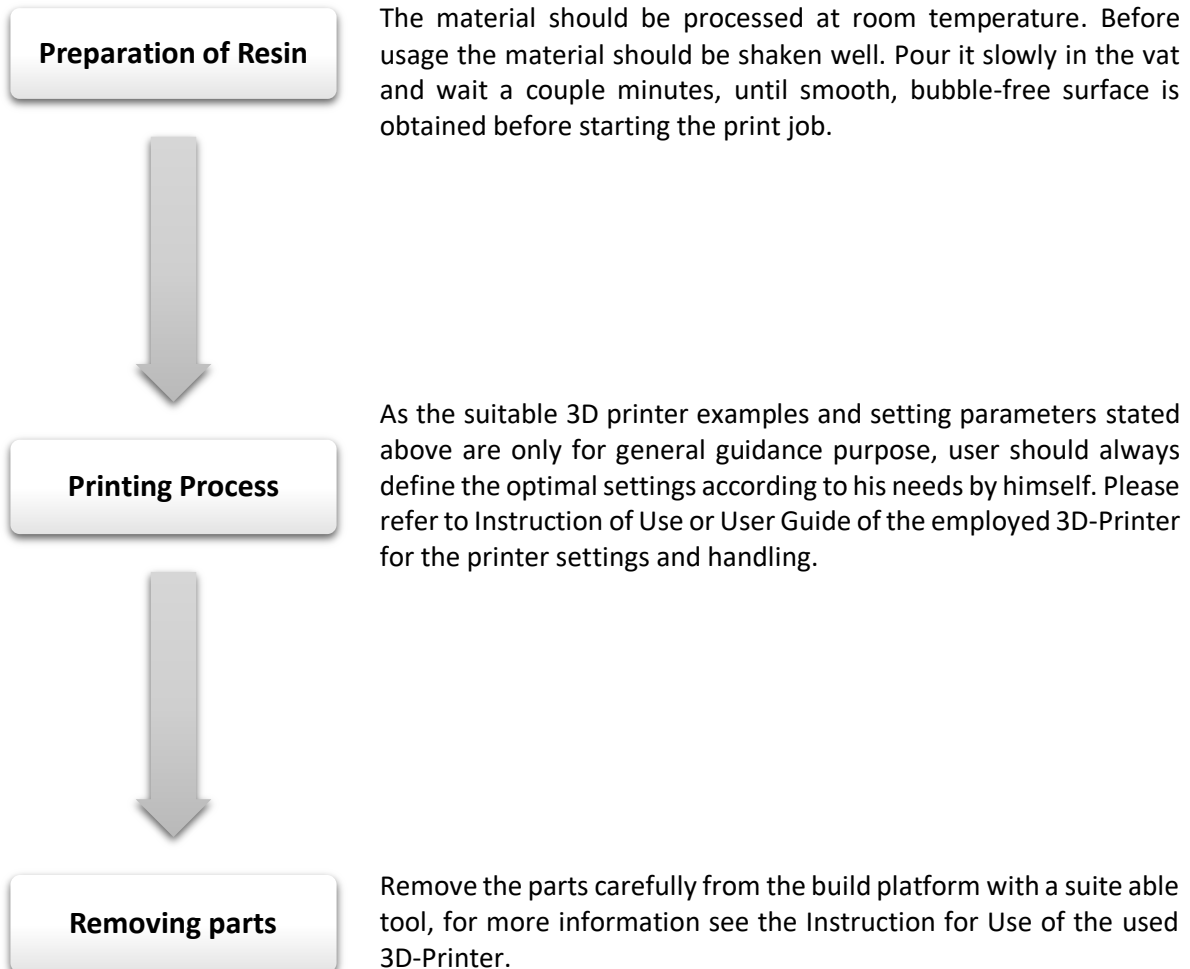 Preparation of Resin
The material should be processed at room temperature. Before
usage the material should be shaken well. Pour it slowly in the vat
and wait a couple minutes, until smooth, bubble-free surface is
obtained before starting the print job.
Printing Process
As the suitable 3D printer examples and setting parameters stated
above are only for general guidance purpose, user should always
define the optimal settings according to his needs by himself. Please
refer to Instruction of Use or User Guide of the employed 3D-Printer
for the printer settings and handling.
Removing parts
Remove the parts carefully from the build platform with a suite able
tool, for more information see the Instruction for Use of the used
3D-Printer.